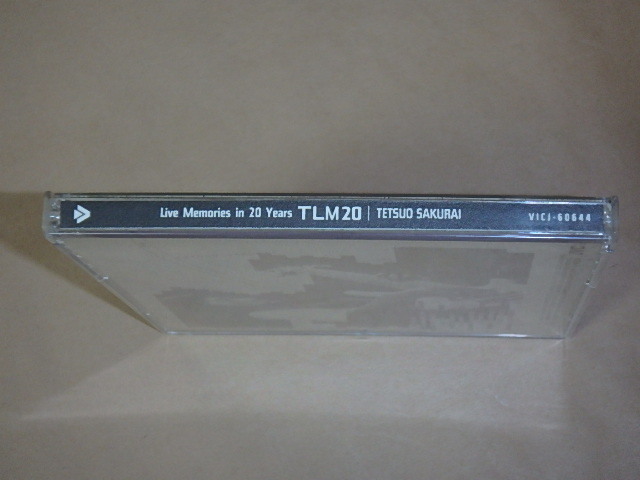 Live Memories in 20 Years TLM20 | TETSUO SAKURAI VICJ-60644